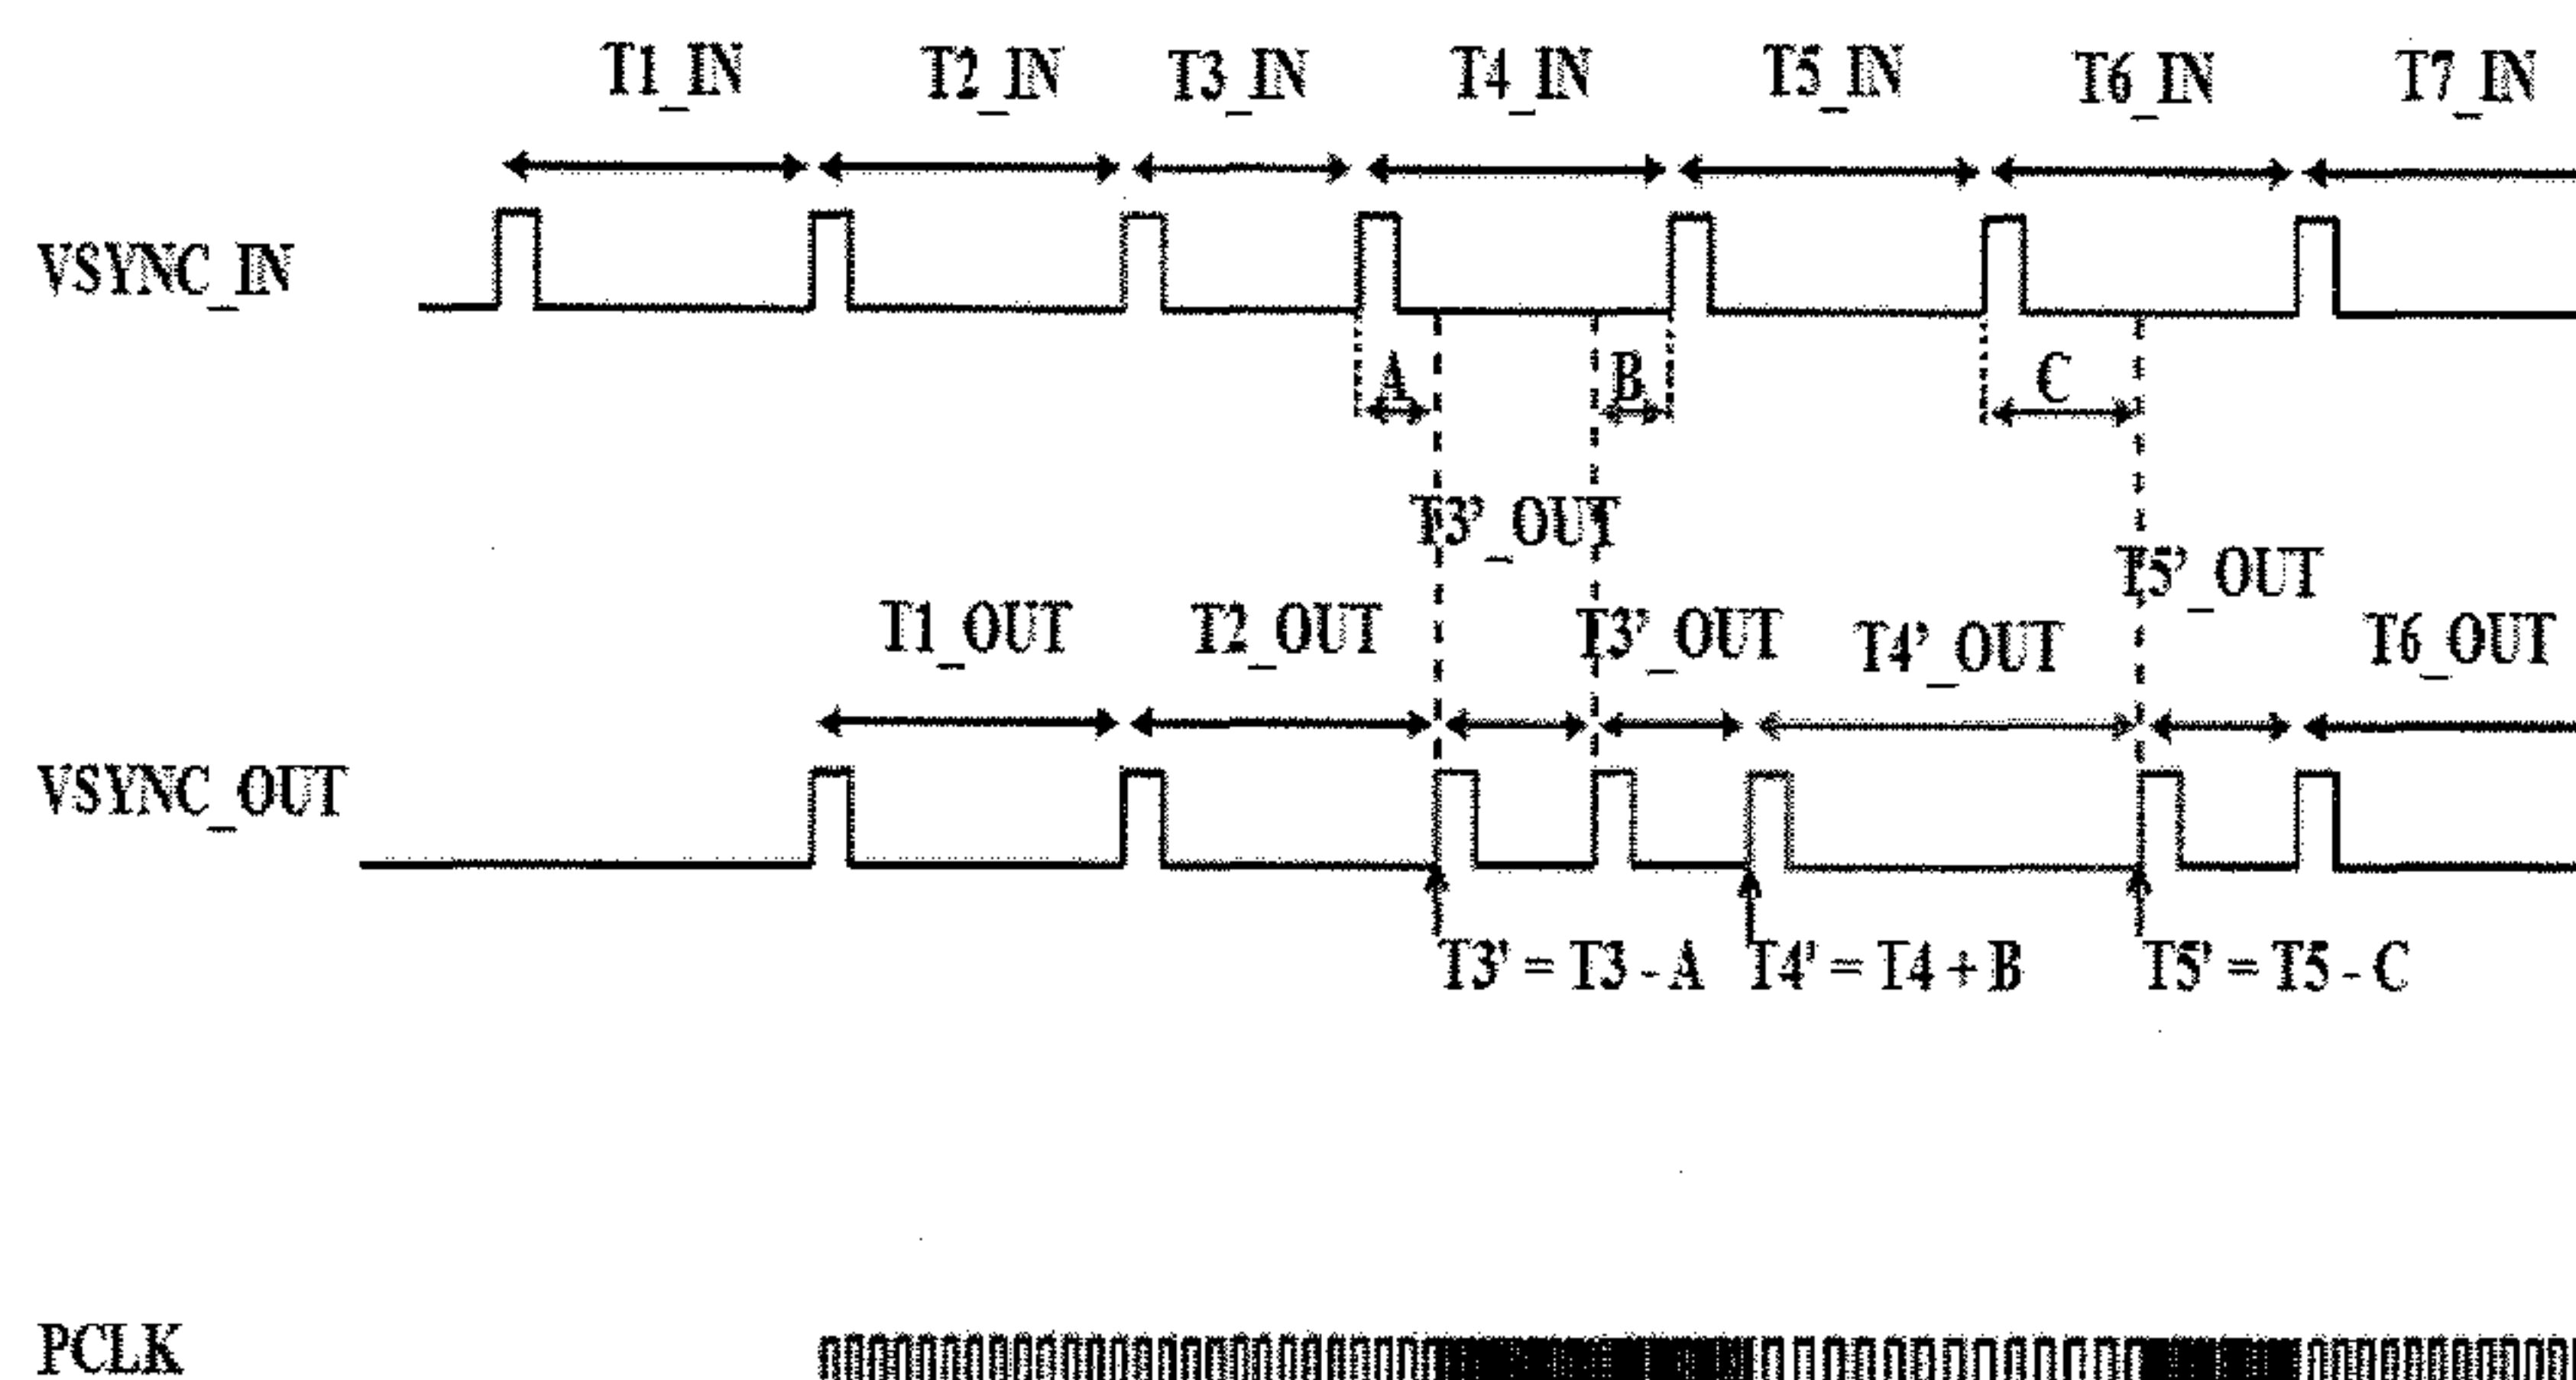 T1_IN T2_IN T3_IN T4_IN T5_IN T6_IN T7_IN
VSYNC_IN
A B C
T3'_OUT
T5'_OUT
T1_OUT T2_OUT T3'_OUT T4'_OUT T6_OUT
VSYNC_OUT
T3' = T3 - A T4' = T4 + B T5' = T5 - C
PCLK